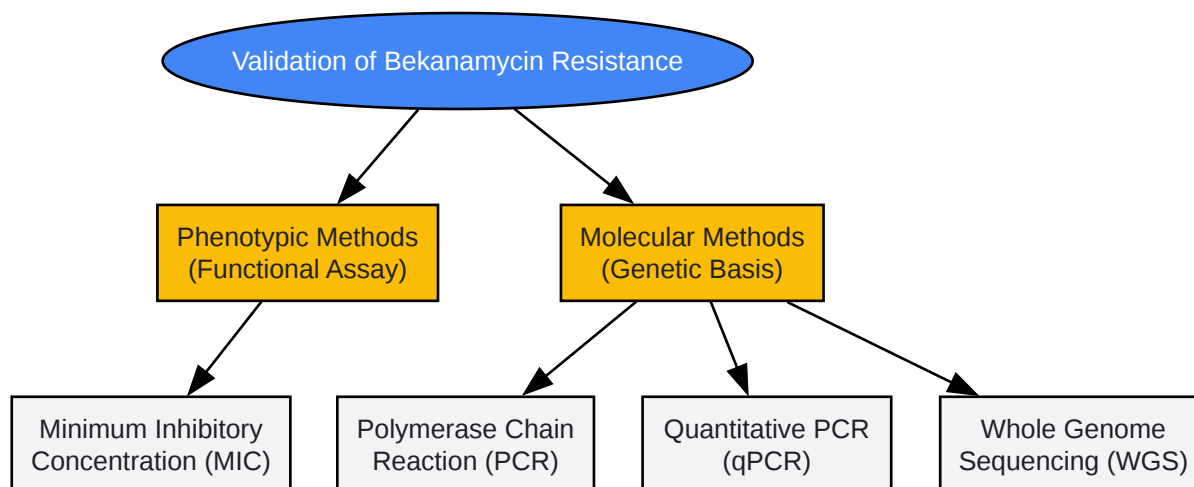 Validation of Bekanamycin Resistance
Phenotypic Methods
(Functional Assay)
Molecular Methods
(Genetic Basis)
Minimum Inhibitory
Concentration (MIC)
Polymerase Chain
Reaction (PCR)
Quantitative PCR
(qPCR)
Whole Genome
Sequencing (WGS)